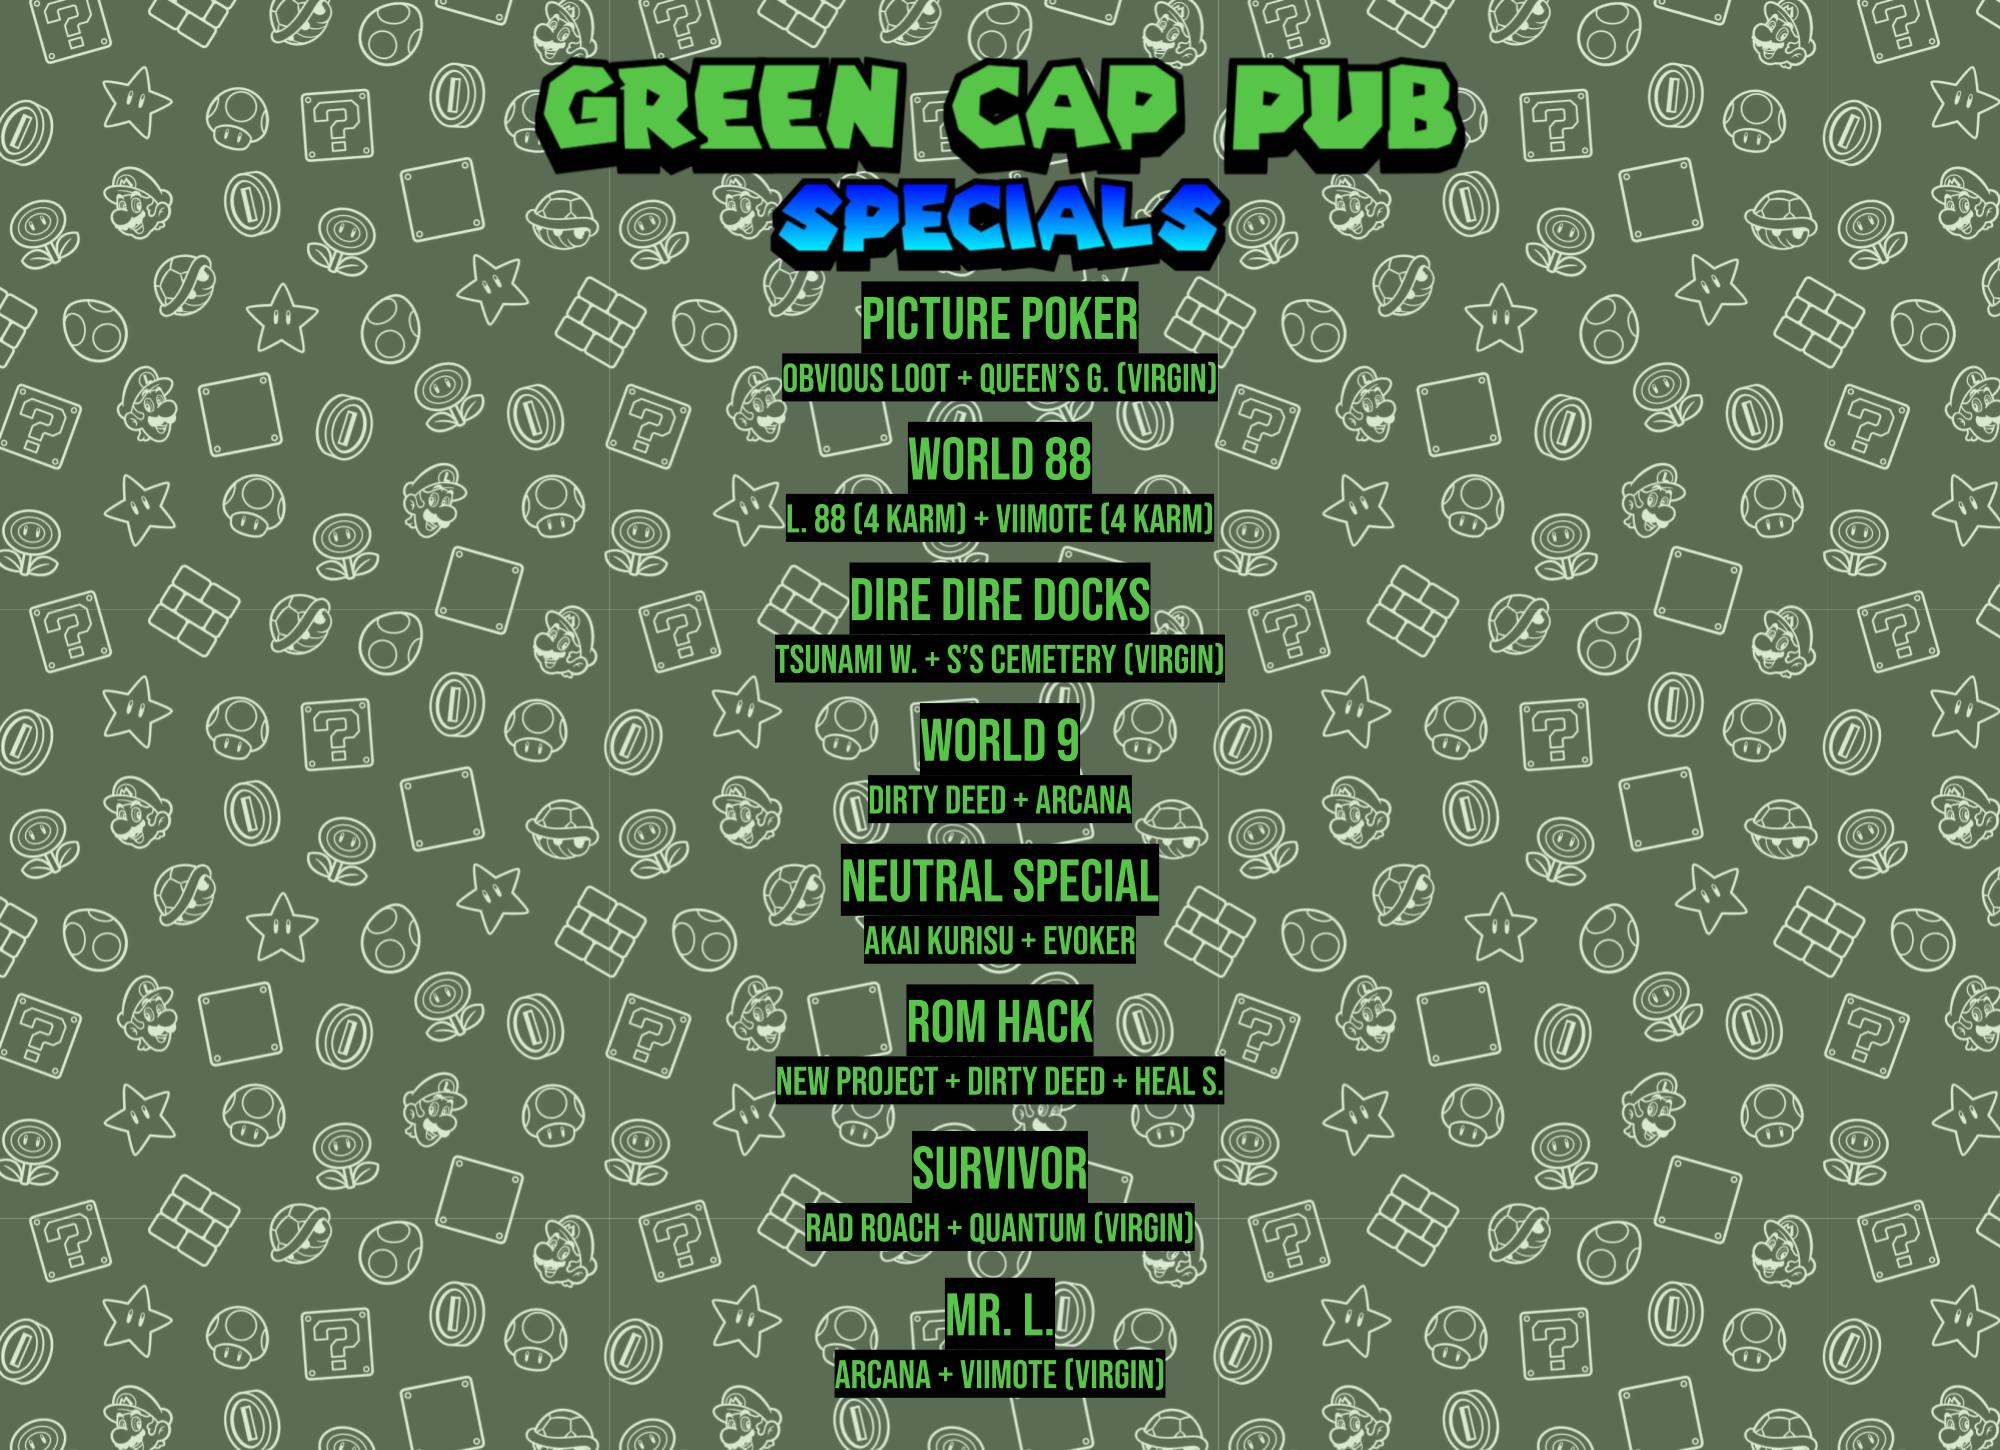 GREEN CAP PUB
SPECIALS
PICTURE POKER
OBVIOUS LOOT + QUEEN'S G. (VIRGIN)
WORLD 88
L. 88 (4 KARM) + VIIMOTE (4 KARM)
DIRE DIRE DOCKS
TSUNAMI W. + S'S CEMETERY (VIRGIN)
WORLD 9
DIRTY DEED + ARCANA
NEUTRAL SPECIAL
AKAI KURISU + EVOKER
ROM HACK
NEW PROJECT + DIRTY DEED + HEAL S.
SURVIVOR
RAD ROACH + QUANTUM (VIRGIN)
MR. L.
ARCANA + VIIMOTE (VIRGIN)